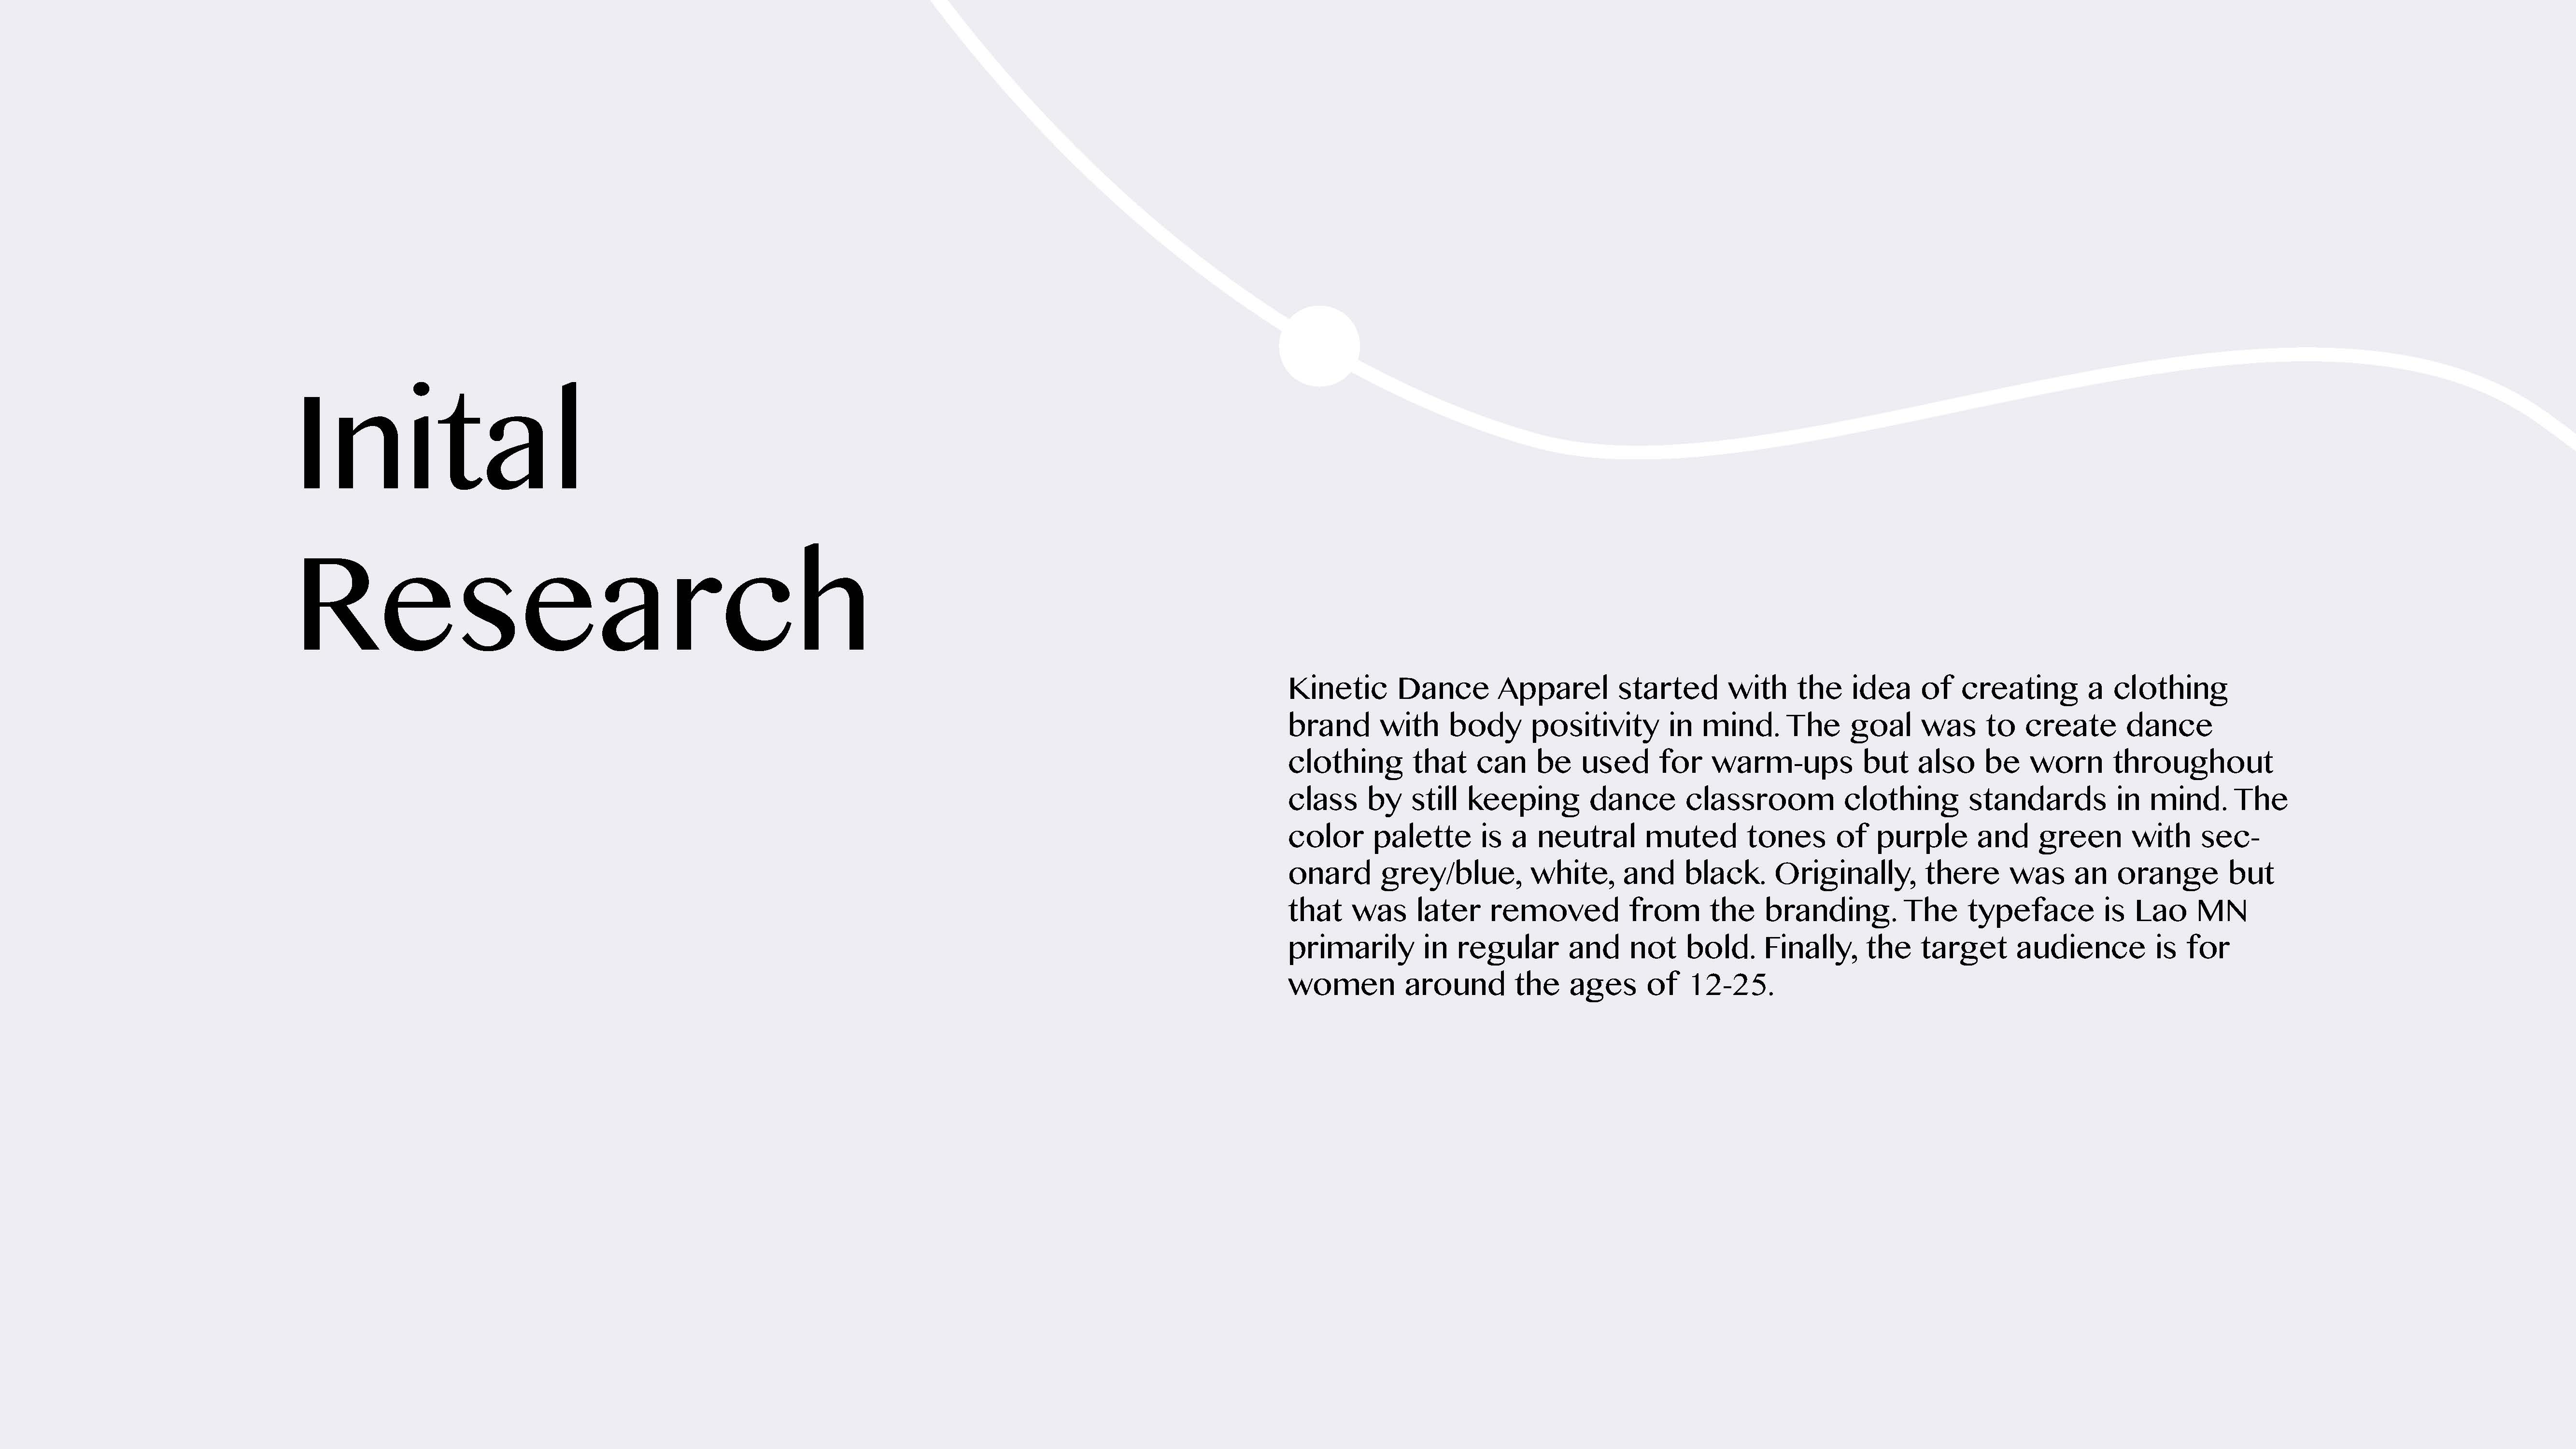 Inital
Research
Kinetic Dance Apparel started with the idea of creating a clothing
brand with body positivity in mind. The goal was to create dance
clothing that can be used for warm-ups but also be worn throughout
class by still keeping dance classroom clothing standards in mind. The
color palette is a neutral muted tones of purple and green with sec-
onard grey/blue, white, and black. Originally, there was an orange but
that was later removed from the branding. The typeface is Lao MN
primarily in regular and not bold. Finally, the target audience is for
women around the ages of 12-25.